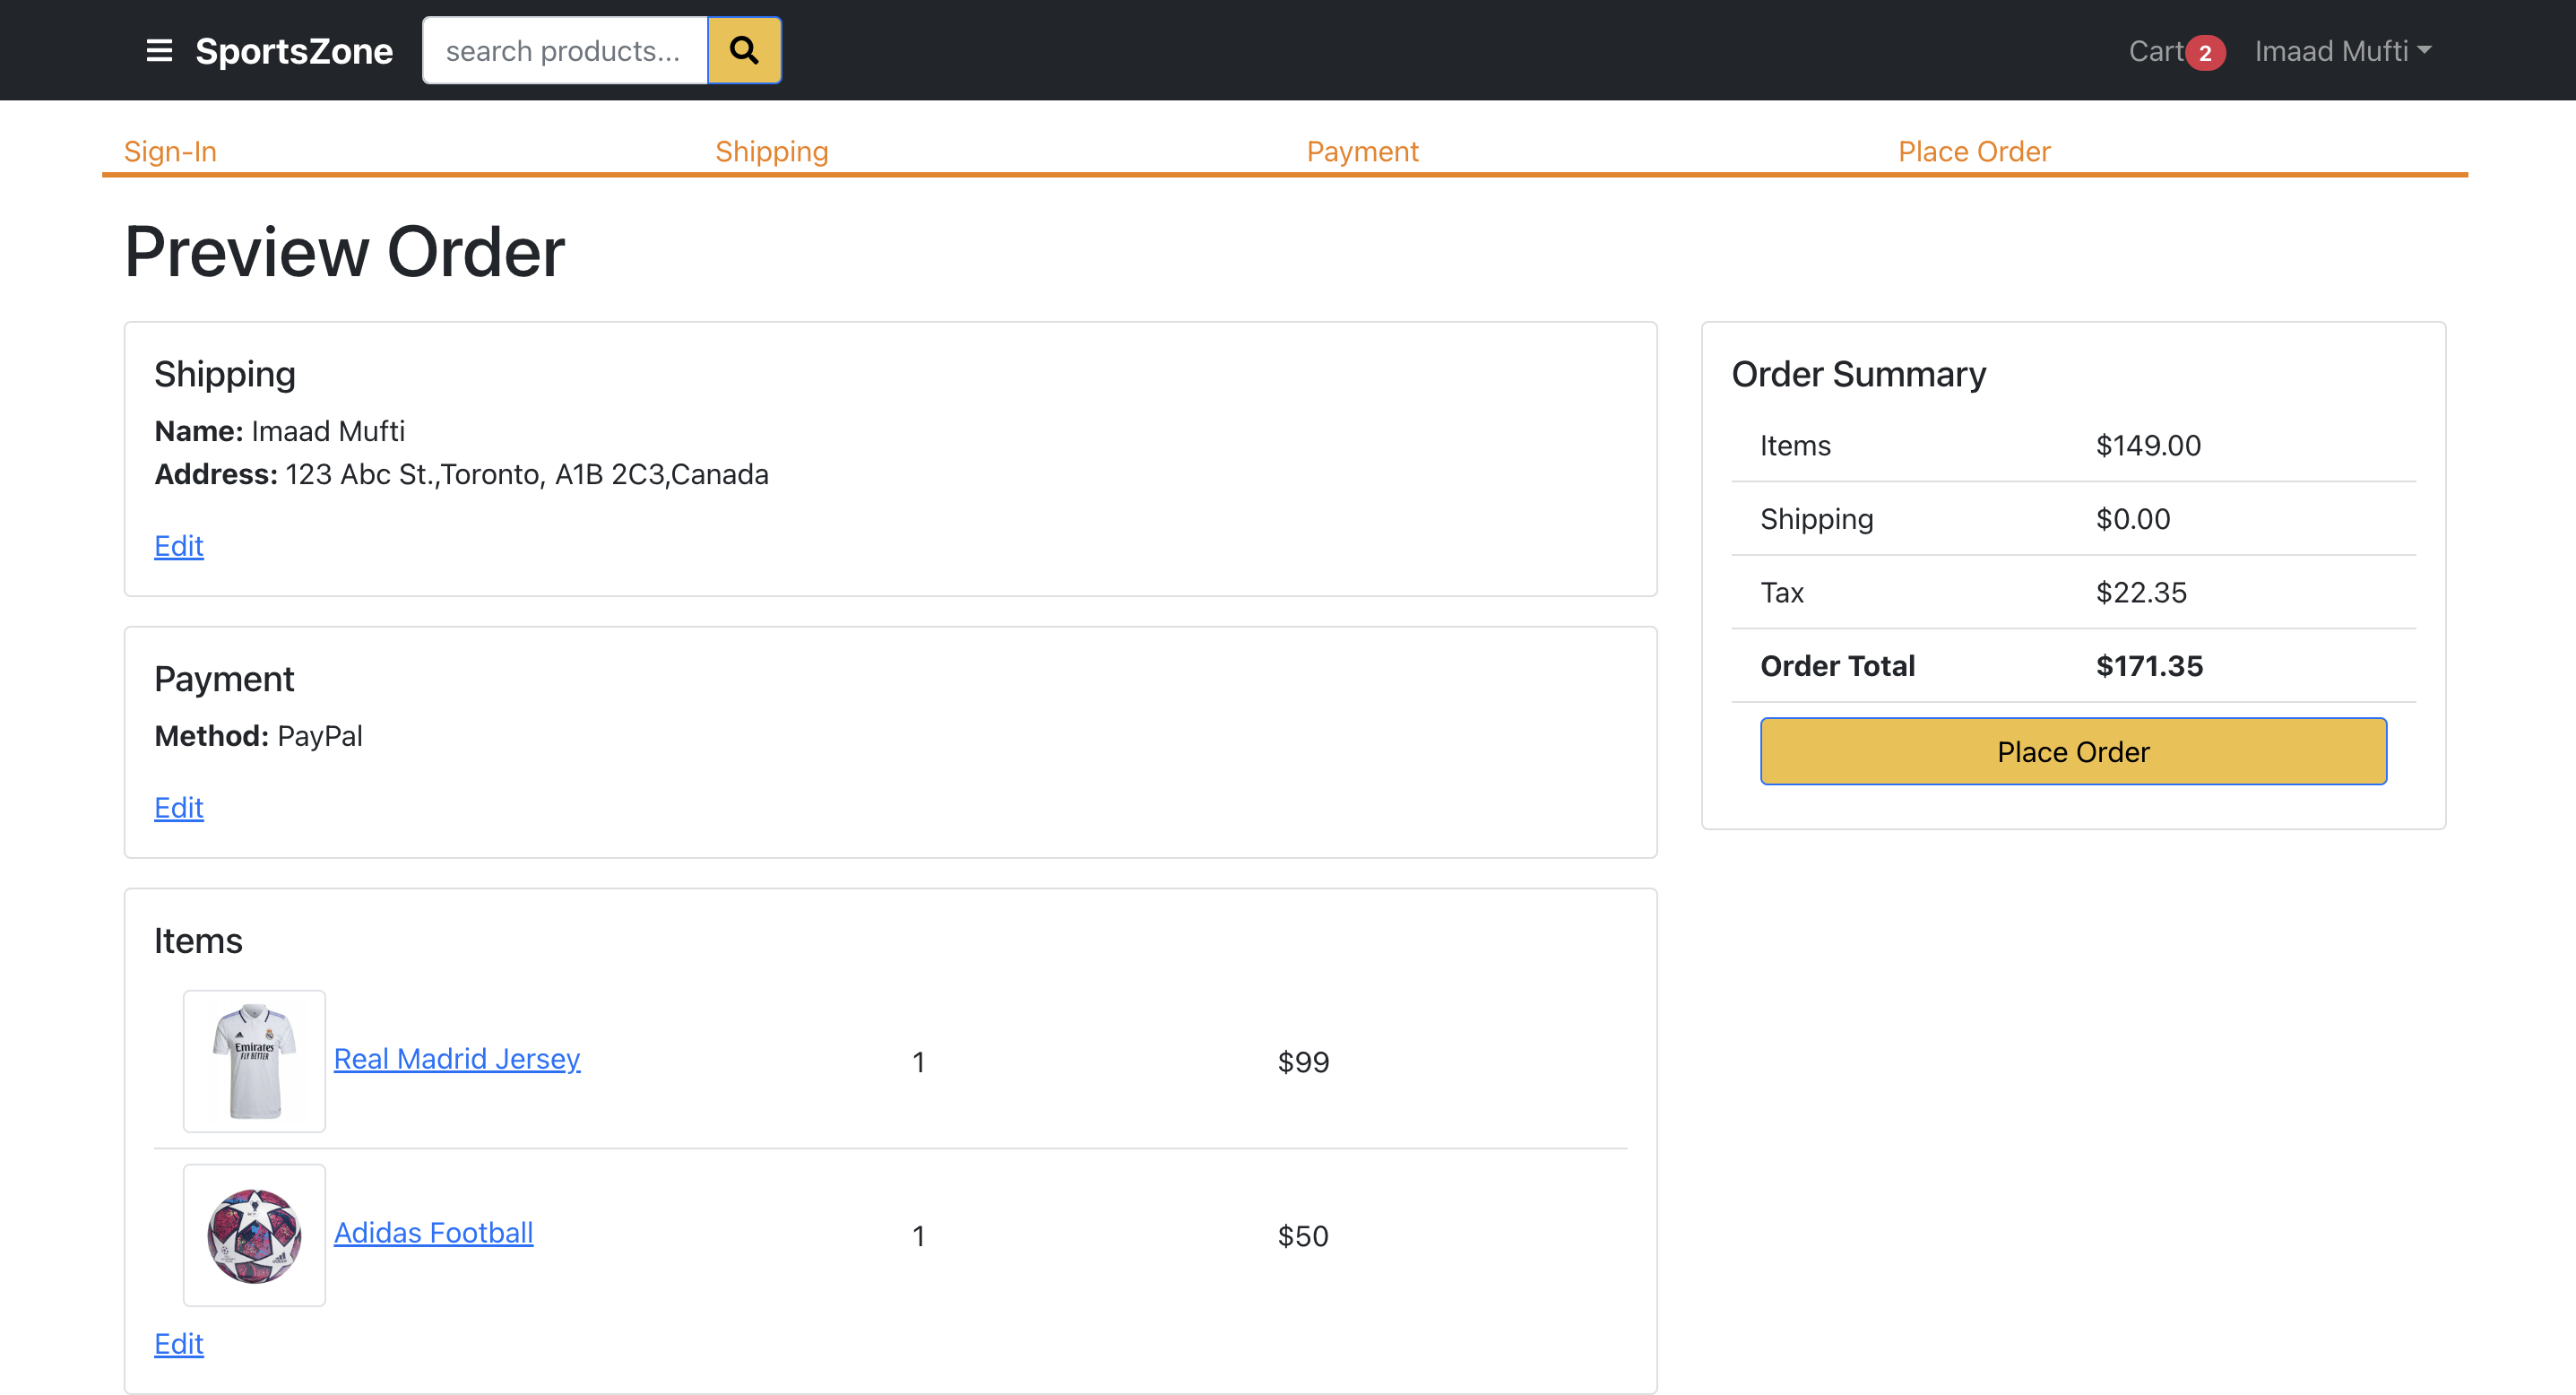 SportsZone search products... Cart 2 Imaad Mufti
Sign-In Shipping Payment Place Order
Preview Order
Shipping
Name: Imaad Mufti
Address: 123 Abc St.,Toronto, A1B 2C3,Canada
Edit
Payment
Method: PayPal
Edit
Items
Emirates
FLY BETTER
Real Madrid Jersey 1 $99
Adidas Football 1 $50
Edit
Order Summary
Items $149.00
Shipping $0.00
Tax $22.35
Order Total $171.35
Place Order